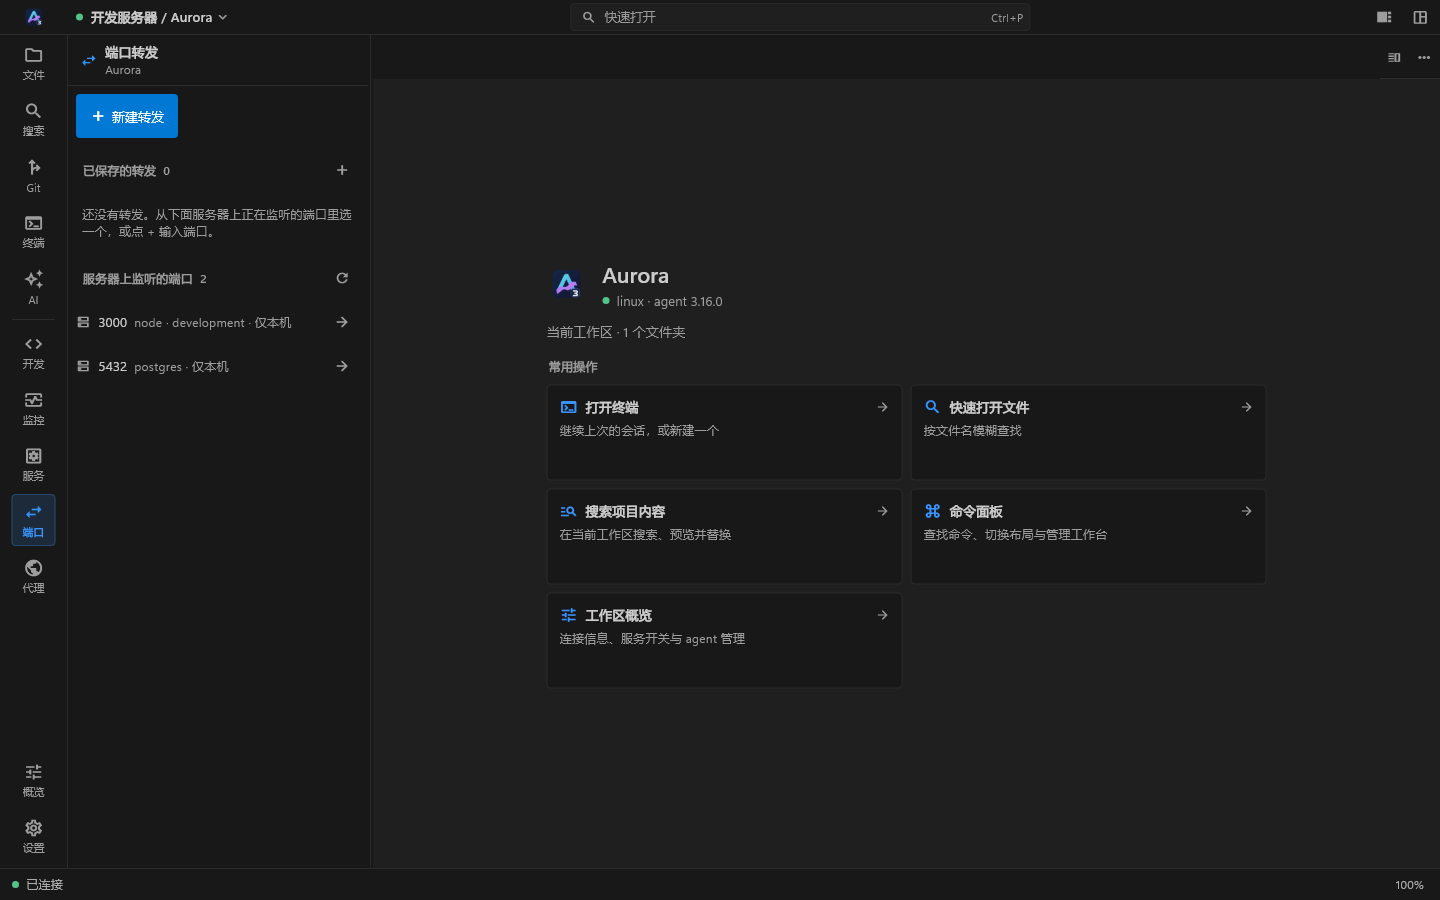 开发服务器 / Aurora
快速打开
Ctrl+P
文件
搜索
Git
终端
AI
开发
监控
服务
端口
代理
概览
设置
端口转发
Aurora
+ 新建转发
已保存的转发 0
还没有转发。从下面服务器上正在监听的端口里选
一个，或点 + 输入端口。
服务器上监听的端口 2
3000 node · development · 仅本机
5432 postgres · 仅本机
Aurora
linux · agent 3.16.0
当前工作区 · 1 个文件夹
常用操作
打开终端
继续上次的会话，或新建一个
快速打开文件
按文件名模糊查找
搜索项目内容
在当前工作区搜索、预览并替换
命令面板
查找命令、切换布局与管理工作台
工作区概览
连接信息、服务开关与 agent 管理
已连接
100%